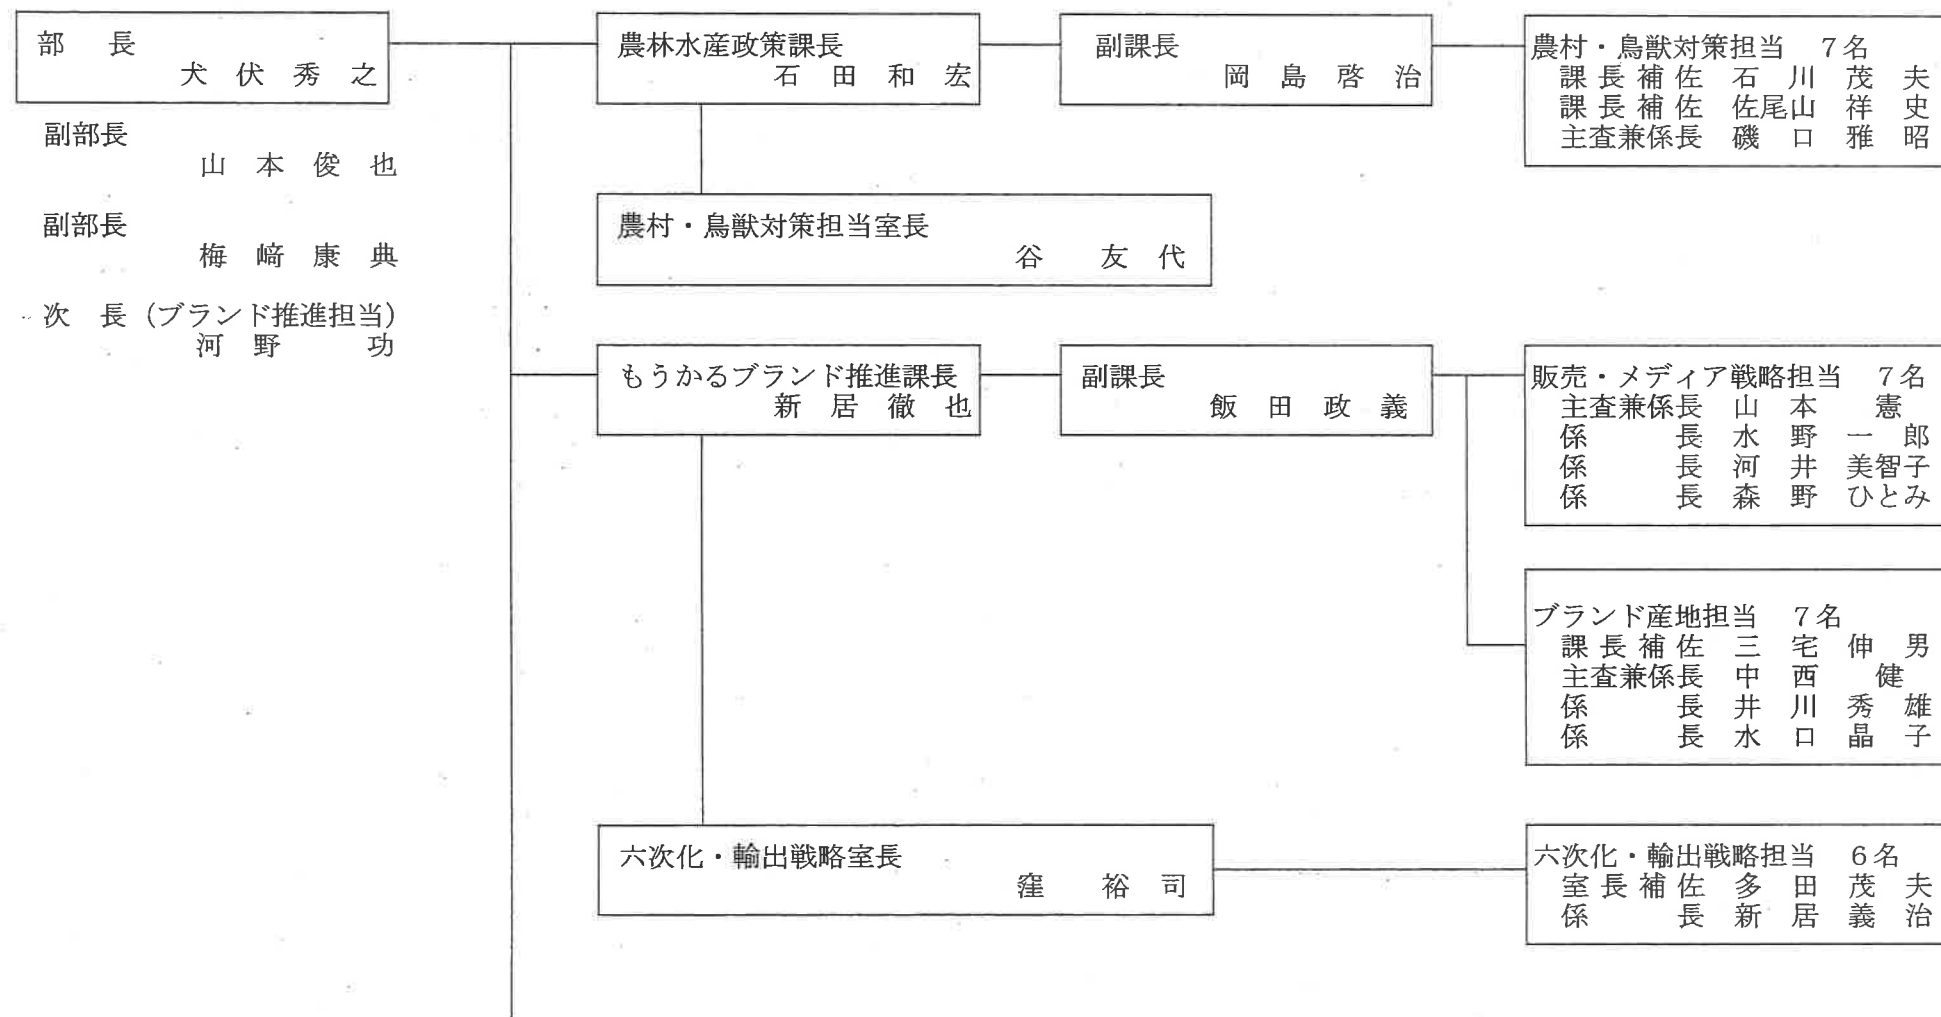 部　長
犬　伏　秀　之
副部長
山　本　俊　也
副部長
梅　﨑　康　典
次　長（ブランド推進担当）
河　野　　　功
農林水産政策課長
石　田　和　宏
農村・鳥獣対策担当室長
谷　　友　代
もうかるブランド推進課長
新　居　徹　也
六次化・輸出戦略室長
窪　　裕　司
副課長
岡　島　啓　治
副課長
飯　田　政　義
農村・鳥獣対策担当　７名
課 長 補 佐　石　川　茂　夫
課 長 補 佐　佐尾山　祥　史
主査兼係長　磯　口　雅　昭
販売・メディア戦略担当　７名
主査兼係長　山　本　　憲
係　　　長　水　野　一　郎
係　　　長　河　井　美智子
係　　　長　森　野　ひとみ
ブランド産地担当　７名
課 長 補 佐　三　宅　伸　男
主査兼係長　中　西　　健
係　　　長　井　川　秀　雄
係　　　長　水　口　晶　子
六次化・輸出戦略担当　６名
室 長 補 佐　多　田　茂　夫
係　　　長　新　居　義　治